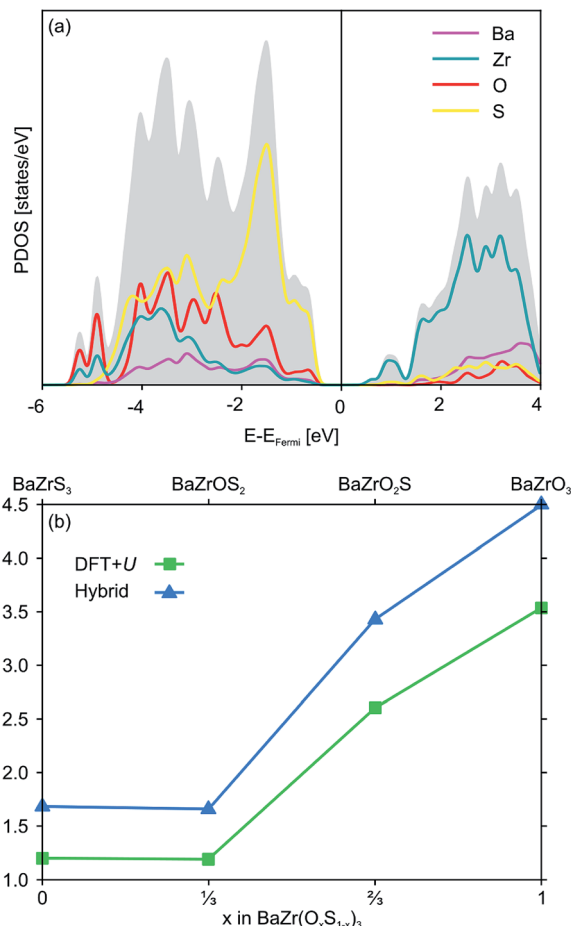 (a)
Ba
Zr
O
S
PDOS [states/eV]
-6 -4 -2 0 2 4
E-E_Fermi [eV]
BaZrS₃ BaZrOS₂ BaZrO₂S BaZrO₃
(b)
DFT+U
Hybrid
4.5
4.0
3.5
3.0
2.5
2.0
1.5
1.0
0 ⅓ ⅔ 1
x in BaZr(OₓS₁₋ₓ)₃